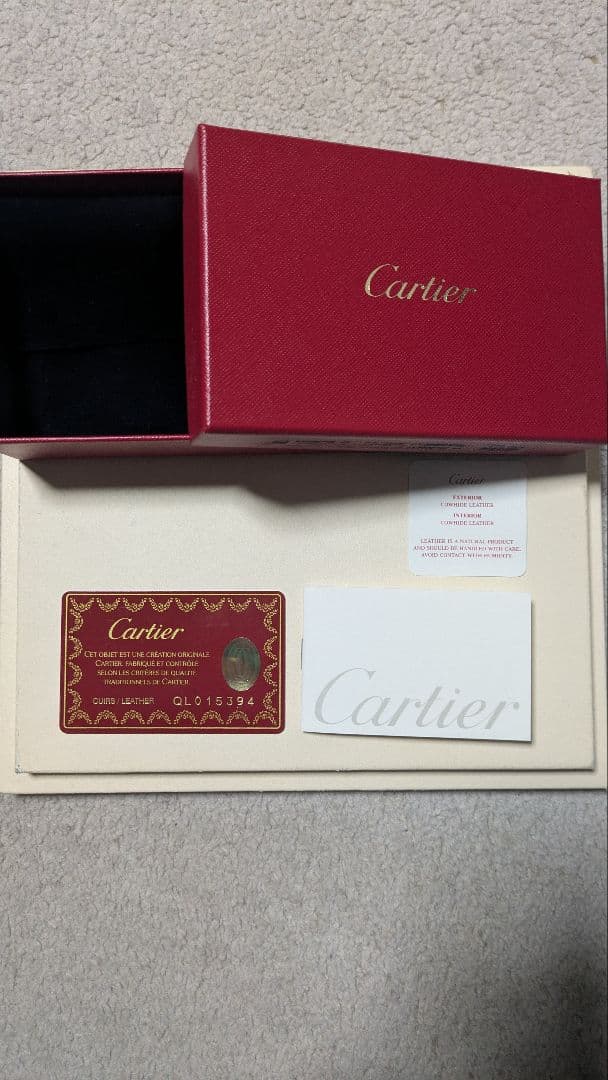 Cartier
Cartier
EXTERIOR
COWHIDE LEATHER
INTERIOR
COWHIDE LEATHER
LEATHER IS A NATURAL PRODUCT
AND SHOULD BE HANDLED WITH CARE.
AVOID CONTACT WITH HUMIDITY.
Cartier
CET OBJET EST UNE CRÉATION ORIGINALE
CARTIER, FABRIQUÉ ET CONTRÔLÉ
SELON LES CRITÈRES DE QUALITÉ
TRADITIONNELS DE CARTIER.
CUIRS/LEATHER QL015394
Cartier